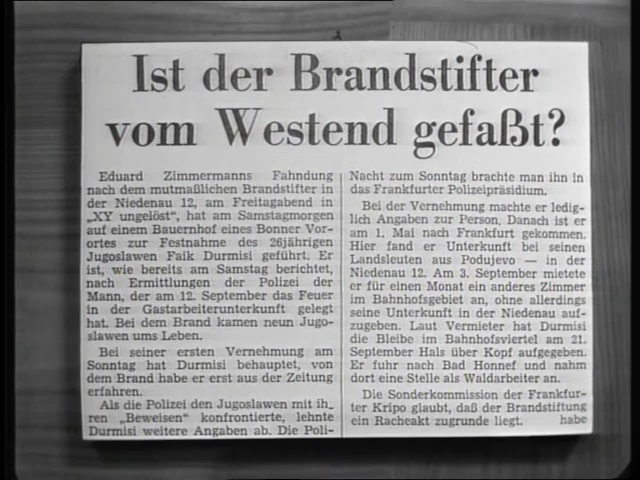 Ist der Brandstifter
vom Westend gefaßt?
Eduard Zimmermanns Fahndung
nach dem mutmaßlichen Brandstifter in
der Niedenau 12, am Freitagabend in
„XY ungelöst“, hat am Samstagmorgen
auf einem Bauernhof eines Bonner Vor-
ortes zur Festnahme des 26jährigen
Jugoslawen Faik Durmisi geführt. Er
ist, wie bereits am Samstag berichtet,
nach Ermittlungen der Polizei der
Mann, der am 12. September das Feuer
in der Gastarbeiterunterkunft gelegt
hat. Bei dem Brand kamen neun Jugo-
slawen ums Leben.
Bei seiner ersten Vernehmung am
Sonntag hat Durmisi behauptet, von
dem Brand habe er erst aus der Zeitung
erfahren.
Als die Polizei den Jugoslawen mit ih_
ren „Beweisen“ konfrontierte, lehnte
Durmisi weitere Angaben ab. Die Poli-
Nacht zum Sonntag brachte man ihn in
das Frankfurter Polizeipräsidium.
Bei der Vernehmung machte er ledig-
lich Angaben zur Person. Danach ist er
am 1. Mai nach Frankfurt gekommen.
Hier fand er Unterkunft bei seinen
Landsleuten aus Podujevo — in der
Niedenau 12. Am 3. September mietete
er für einen Monat ein anderes Zimmer
im Bahnhofsgebiet an, ohne allerdings
seine Unterkunft in der Niedenau auf-
zugeben. Laut Vermieter hat Durmisi
die Bleibe im Bahnhofsviertel am 21.
September Hals über Kopf aufgegeben.
Er fuhr nach Bad Honnef und nahm
dort eine Stelle als Waldarbeiter an.
Die Sonderkommission der Frankfur-
ter Kripo glaubt, daß der Brandstiftung
ein Racheakt zugrunde liegt. habe